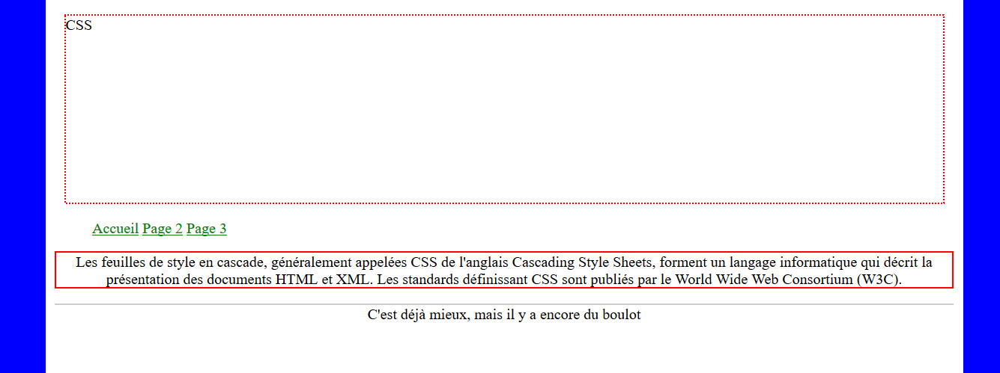 CSS
Accueil Page 2 Page 3
Les feuilles de style en cascade, généralement appelées CSS de l'anglais Cascading Style Sheets, forment un langage informatique qui décrit la
présentation des documents HTML et XML. Les standards définissant CSS sont publiés par le World Wide Web Consortium (W3C).
C'est déjà mieux, mais il y a encore du boulot